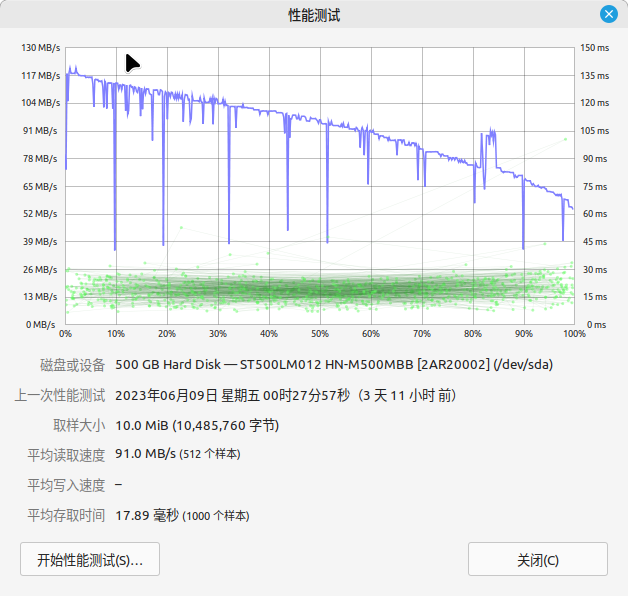 性能测试
130 MB/s
117 MB/s
104 MB/s
91 MB/s
78 MB/s
65 MB/s
52 MB/s
39 MB/s
26 MB/s
13 MB/s
0 MB/s
150 ms
135 ms
120 ms
105 ms
90 ms
75 ms
60 ms
45 ms
30 ms
15 ms
0 ms
0% 10% 20% 30% 40% 50% 60% 70% 80% 90% 100%
磁盘或设备 500 GB Hard Disk — ST500LM012 HN-M500MBB [2AR20002] (/dev/sda)
上一次性能测试 2023年06月09日 星期五 00时27分57秒（3 天 11 小时 前）
取样大小 10.0 MiB (10,485,760 字节)
平均读取速度 91.0 MB/s (512 个样本)
平均写入速度 –
平均存取时间 17.89 毫秒 (1000 个样本)
开始性能测试(S)... 关闭(C)